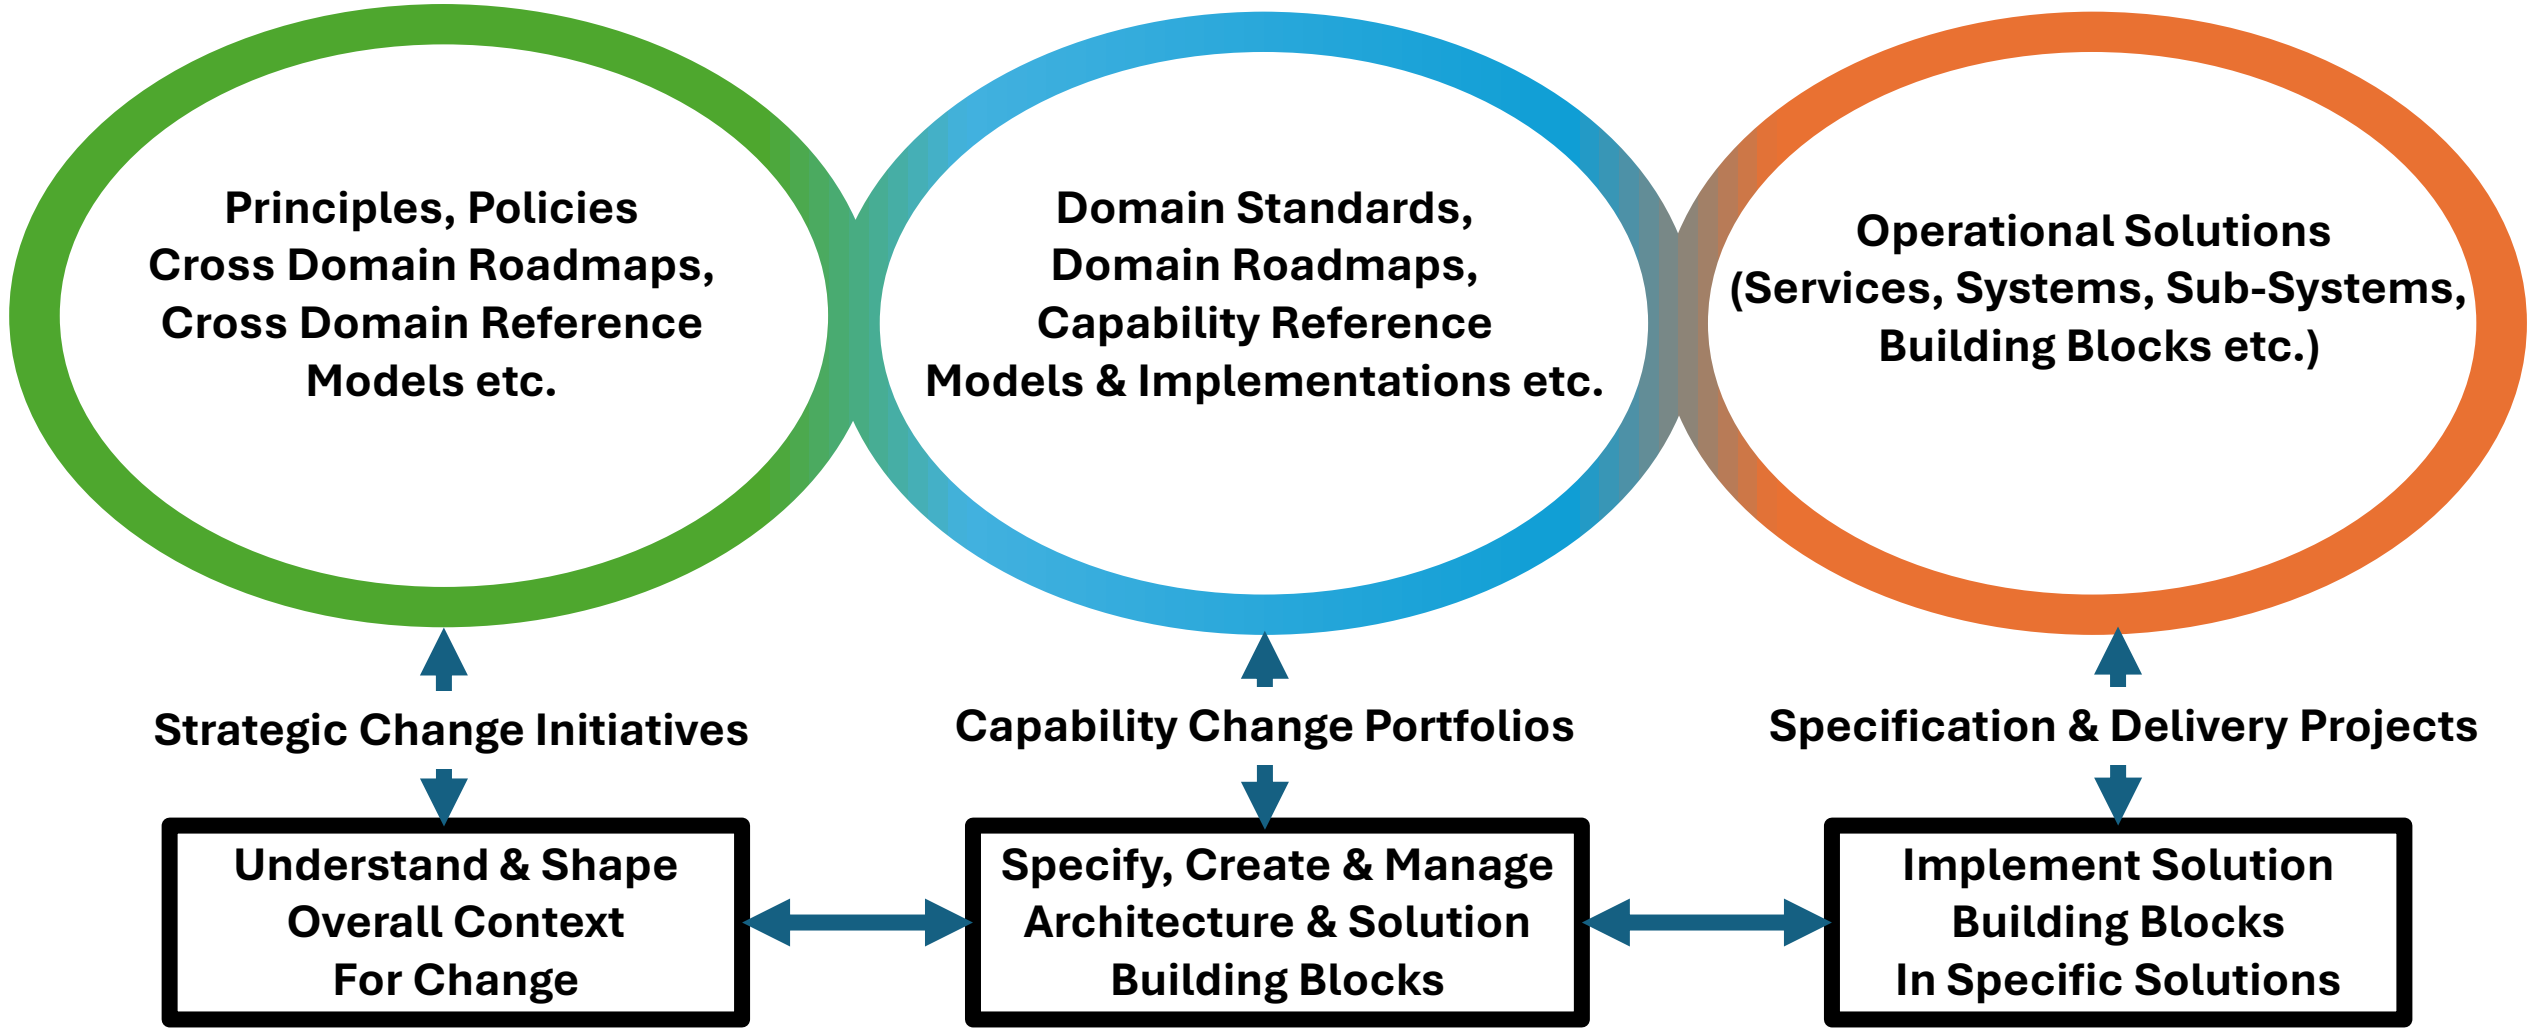 Principles, Policies
Cross Domain Roadmaps,
Cross Domain Reference
Models etc.
Domain Standards,
Domain Roadmaps,
Capability Reference
Models & Implementations etc.
Operational Solutions
(Services, Systems, Sub-Systems,
Building Blocks etc.)
Strategic Change Initiatives
Capability Change Portfolios
Specification & Delivery Projects
Understand & Shape
Overall Context
For Change
Specify, Create & Manage
Architecture & Solution
Building Blocks
Implement Solution
Building Blocks
In Specific Solutions